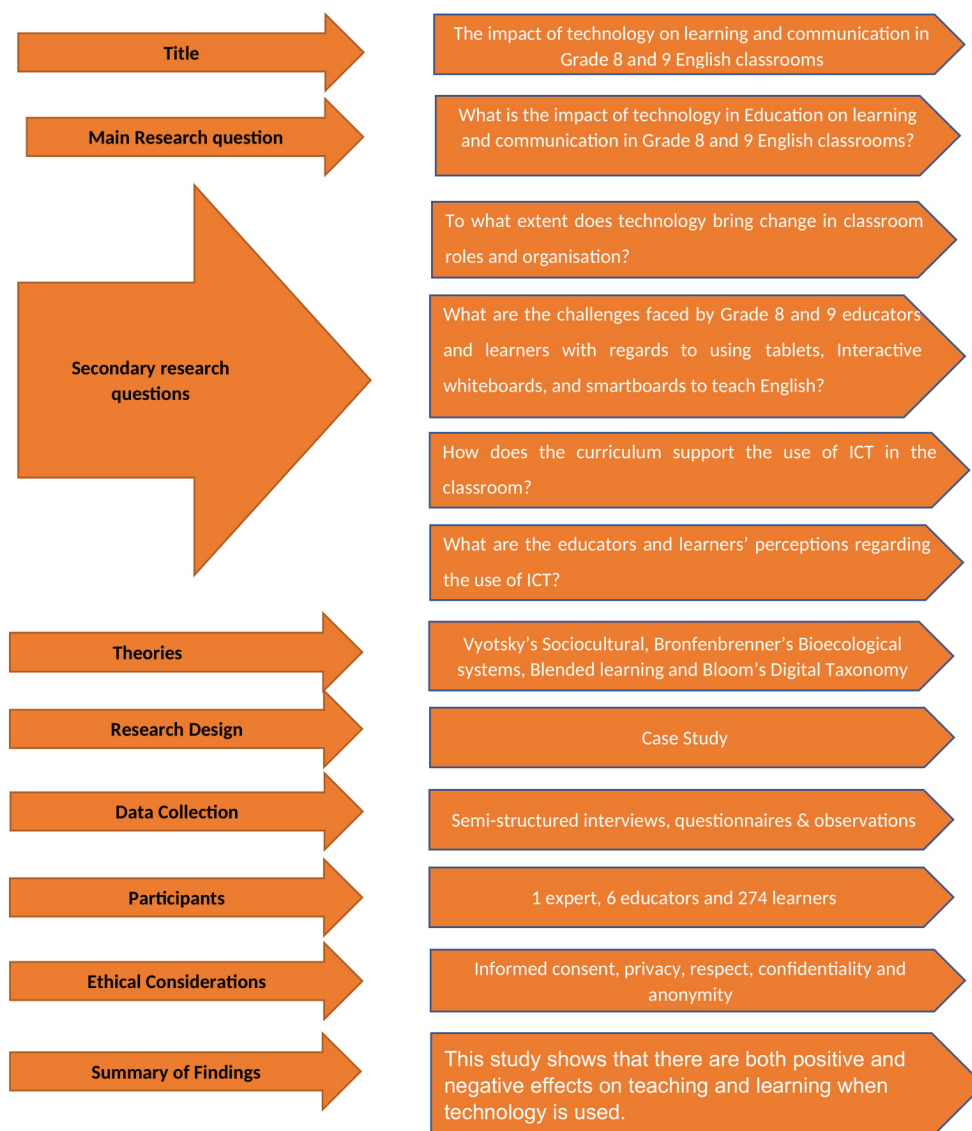 Title
The impact of technology on learning and communication in
Grade 8 and 9 English classrooms
Main Research question
What is the impact of technology in Education on learning
and communication in Grade 8 and 9 English classrooms?
Secondary research
questions
To what extent does technology bring change in classroom
roles and organisation?
What are the challenges faced by Grade 8 and 9 educators
and learners with regards to using tablets, Interactive
whiteboards, and smartboards to teach English?
How does the curriculum support the use of ICT in the
classroom?
What are the educators and learners’ perceptions regarding
the use of ICT?
Theories
Vyotsky’s Sociocultural, Bronfenbrenner’s Bioecological
systems, Blended learning and Bloom’s Digital Taxonomy
Research Design
Case Study
Data Collection
Semi-structured interviews, questionnaires & observations
Participants
1 expert, 6 educators and 274 learners
Ethical Considerations
Informed consent, privacy, respect, confidentiality and
anonymity
Summary of Findings
This study shows that there are both positive and
negative effects on teaching and learning when
technology is used.